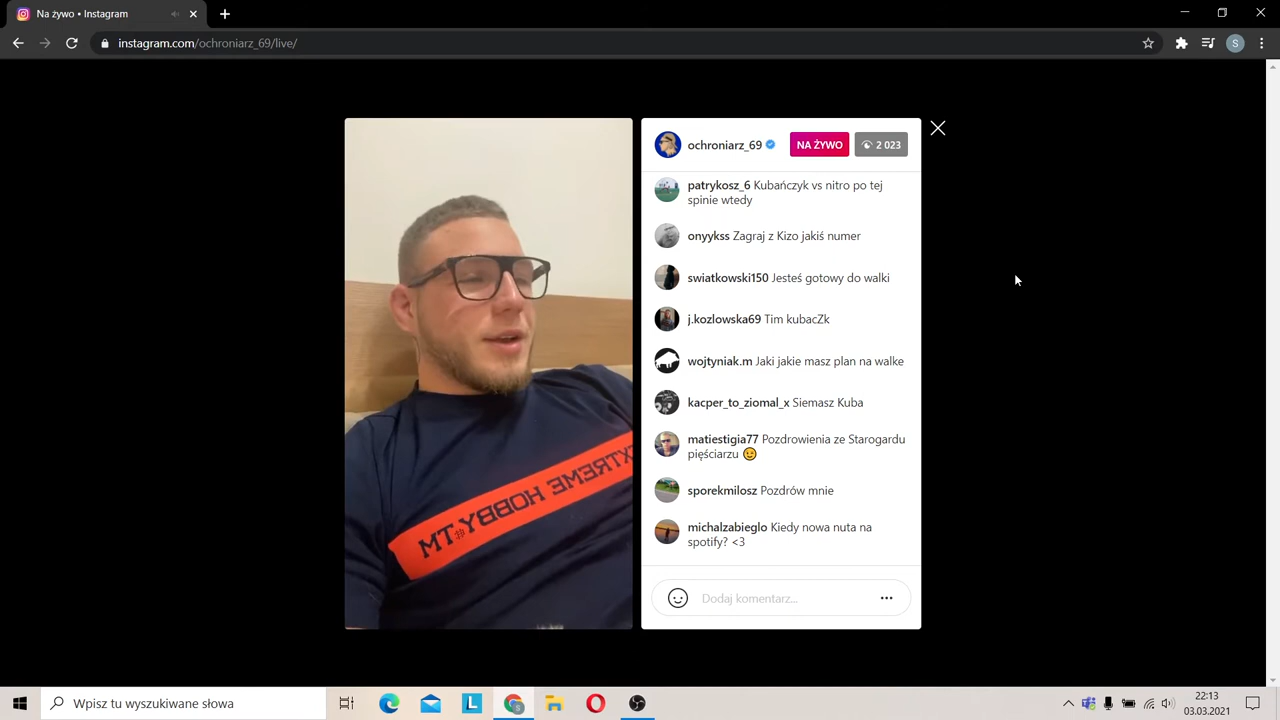 Na żywo • Instagram
instagram.com/ochroniarz_69/live/
S
ochroniarz_69 NA ŻYWO 2 023
patrykosz_6 Kubańczyk vs nitro po tej
spinie wtedy
onyykss Zagraj z Kizo jakiś numer
swiatkowski150 Jesteś gotowy do walki
j.kozlowska69 Tim kubacZk
wojtyniak.m Jaki jakie masz plan na walke
kacper_to_ziomal_x Siemasz Kuba
matiestigia77 Pozdrowienia ze Starogardu
pięściarzu 😉
sporekmilosz Pozdrów mnie
michalzabieglo Kiedy nowa nuta na
spotify? <3
Dodaj komentarz...
EXTREME HOBBY.TM
Wpisz tu wyszukiwane słowa
L
22:13
03.03.2021